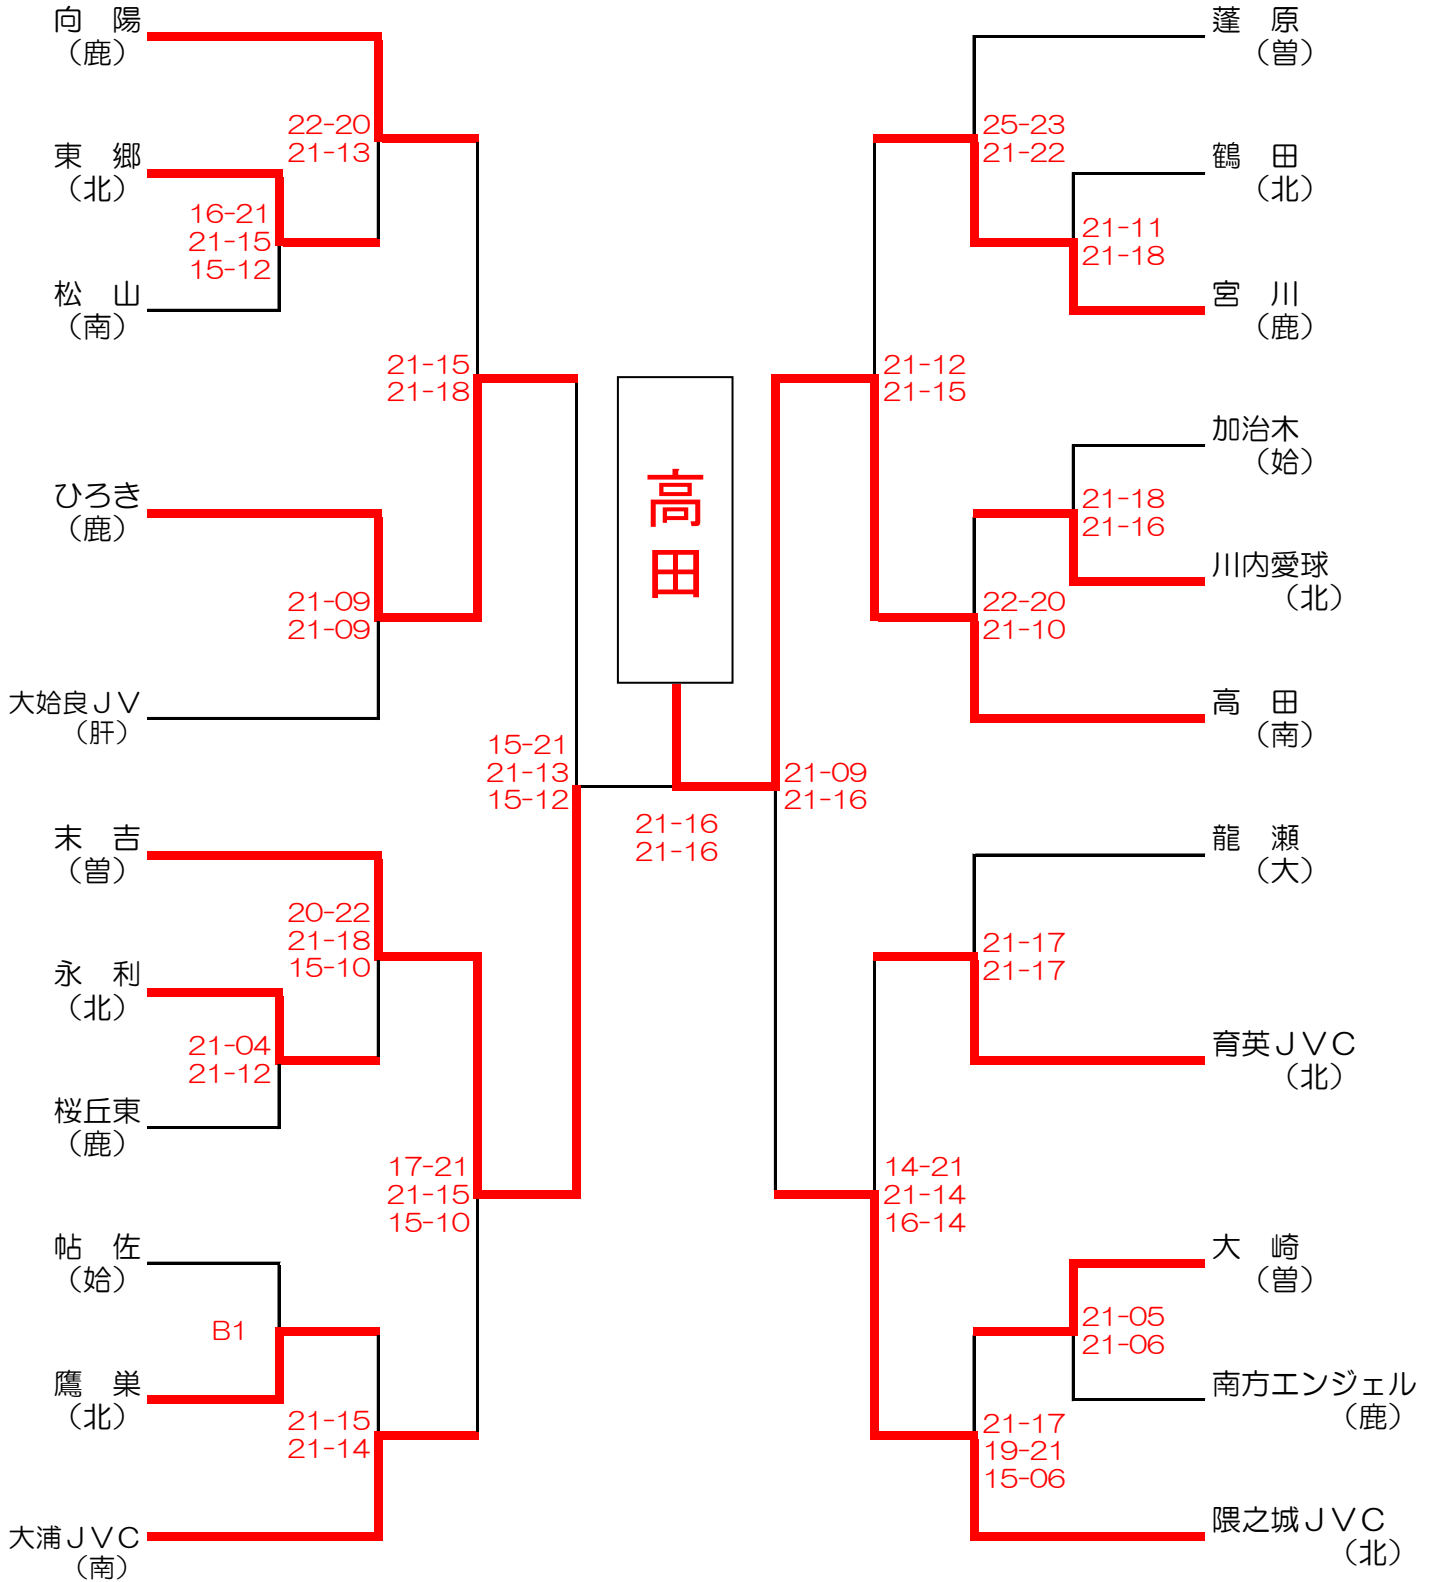 向　陽
（鹿）
22-20
21-13
東　郷
（北）
16-21
21-15
15-12
松　山
（南）
21-15
21-18
ひろき
（鹿）
21-09
21-09
大姶良ＪＶ
（肝）
15-21
21-13
15-12
末　吉
（曽）
20-22
21-18
15-10
永　利
（北）
21-04
21-12
桜丘東
（鹿）
17-21
21-15
15-10
帖　佐
（姶）
B1
鷹　巣
（北）
21-15
21-14
大浦ＪＶＣ
（南）
高
田
21-16
21-16
蓬　原
（曽）
25-23
21-22
鶴　田
（北）
21-11
21-18
宮　川
（鹿）
21-12
21-15
加治木
（姶）
21-18
21-16
川内愛球
（北）
22-20
21-10
高　田
（南）
21-09
21-16
龍　瀬
（大）
21-17
21-17
育英ＪＶＣ
（北）
14-21
21-14
16-14
大　崎
（曽）
21-05
21-06
南方エンジェル
（鹿）
21-17
19-21
15-06
隈之城ＪＶＣ
（北）